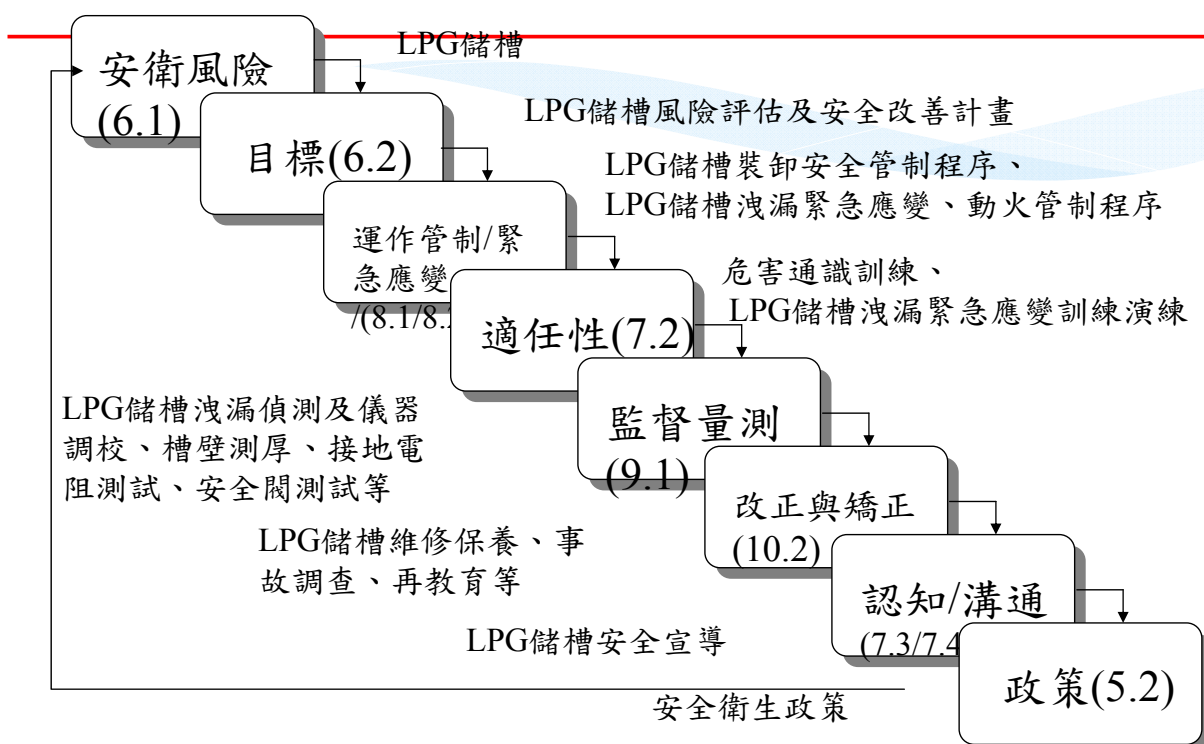 LPG儲槽
安衛風險
(6.1)
LPG儲槽風險評估及安全改善計畫
目標(6.2)
LPG儲槽裝卸安全管制程序、
LPG儲槽洩漏緊急應變、動火管制程序
運作管制/緊
急應變
/(8.1/8.
危害通識訓練、
LPG儲槽洩漏緊急應變訓練演練
適任性(7.2)
監督量測
(9.1)
LPG儲槽洩漏偵測及儀器
調校、槽壁測厚、接地電
阻測試、安全閥測試等
改正與矯正
(10.2)
LPG儲槽維修保養、事
故調查、再教育等
認知/溝通
(7.3/7.4
LPG儲槽安全宣導
政策(5.2)
安全衛生政策